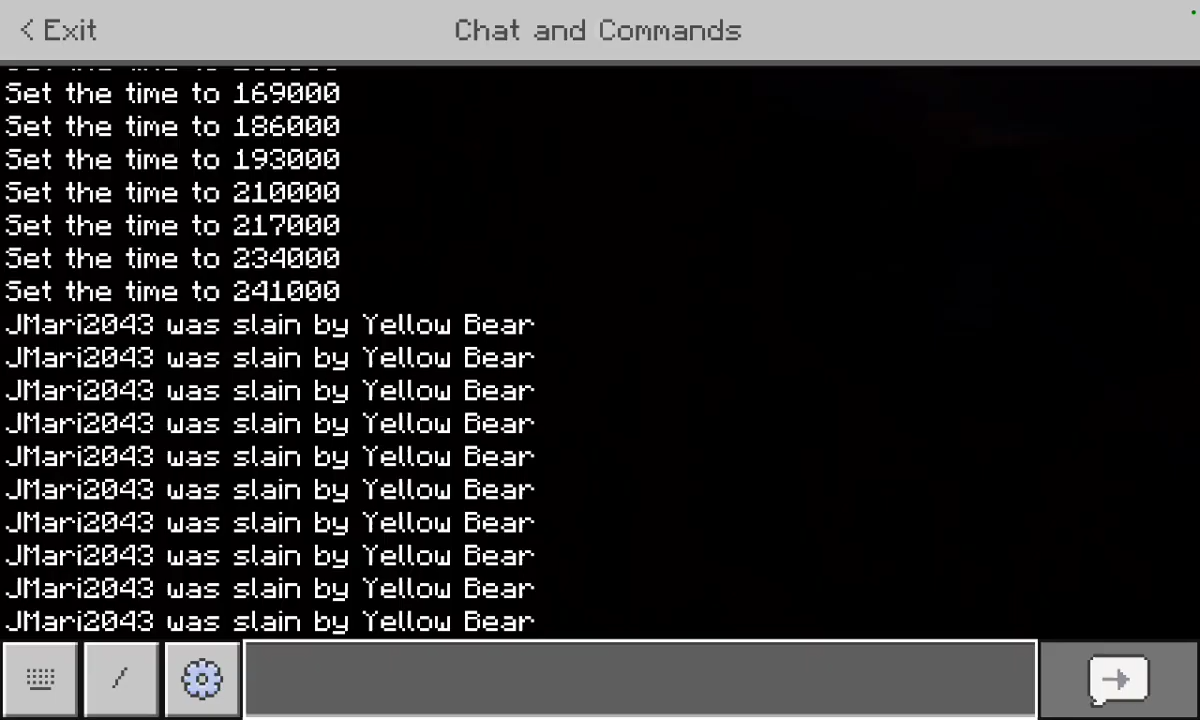 < Exit
Chat and Commands
Set the time to 169000
Set the time to 186000
Set the time to 193000
Set the time to 210000
Set the time to 217000
Set the time to 234000
Set the time to 241000
JMari2043 was slain by Yellow Bear
JMari2043 was slain by Yellow Bear
JMari2043 was slain by Yellow Bear
JMari2043 was slain by Yellow Bear
JMari2043 was slain by Yellow Bear
JMari2043 was slain by Yellow Bear
JMari2043 was slain by Yellow Bear
JMari2043 was slain by Yellow Bear
JMari2043 was slain by Yellow Bear
JMari2043 was slain by Yellow Bear
/